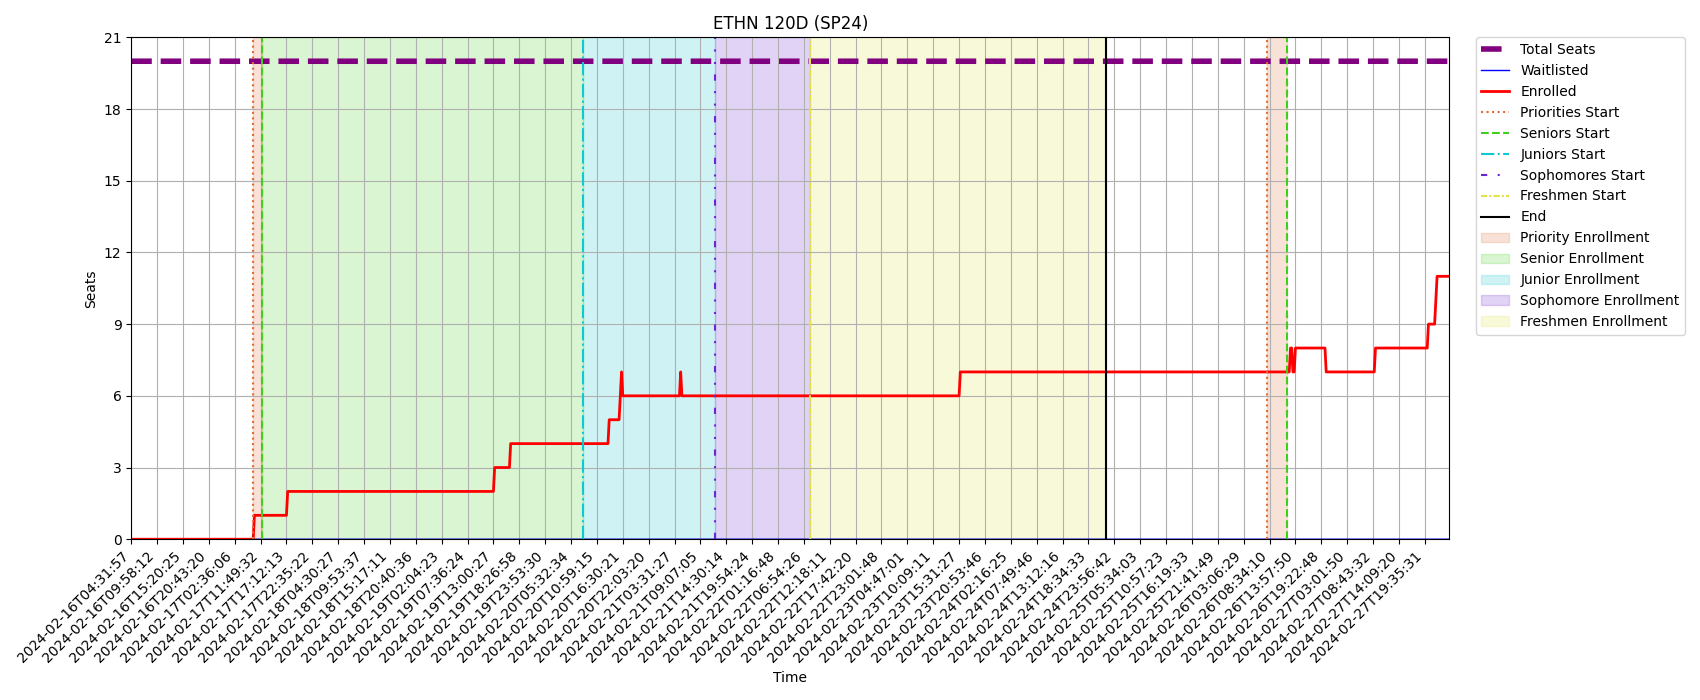 ETHN 120D (SP24)
21
18
15
12
9
6
3
0
Seats
2024-02-16T04:31:57
2024-02-16T09:58:12
2024-02-16T15:20:25
2024-02-16T20:43:20
2024-02-17T02:36:06
2024-02-17T11:49:32
2024-02-17T17:12:13
2024-02-17T22:35:22
2024-02-18T04:30:27
2024-02-18T09:53:37
2024-02-18T15:17:11
2024-02-18T20:40:36
2024-02-19T02:04:23
2024-02-19T07:36:24
2024-02-19T13:00:27
2024-02-19T18:26:58
2024-02-19T23:53:30
2024-02-20T05:32:34
2024-02-20T10:59:15
2024-02-20T16:30:21
2024-02-20T22:03:20
2024-02-21T03:31:27
2024-02-21T09:07:05
2024-02-21T14:30:14
2024-02-21T19:54:24
2024-02-22T01:16:48
2024-02-22T06:54:26
2024-02-22T12:18:11
2024-02-22T17:42:20
2024-02-22T23:01:48
2024-02-23T04:47:01
2024-02-23T10:09:11
2024-02-23T15:31:27
2024-02-23T20:53:46
2024-02-24T02:16:25
2024-02-24T07:49:46
2024-02-24T13:12:16
2024-02-24T18:34:33
2024-02-24T23:56:42
2024-02-25T05:34:03
2024-02-25T10:57:23
2024-02-25T16:19:33
2024-02-25T21:41:49
2024-02-26T03:06:29
2024-02-26T08:34:10
2024-02-26T13:57:50
2024-02-26T19:22:48
2024-02-27T03:01:50
2024-02-27T08:43:32
2024-02-27T14:09:20
2024-02-27T19:35:31
Time
Total Seats
Waitlisted
Enrolled
Priorities Start
Seniors Start
Juniors Start
Sophomores Start
Freshmen Start
End
Priority Enrollment
Senior Enrollment
Junior Enrollment
Sophomore Enrollment
Freshmen Enrollment